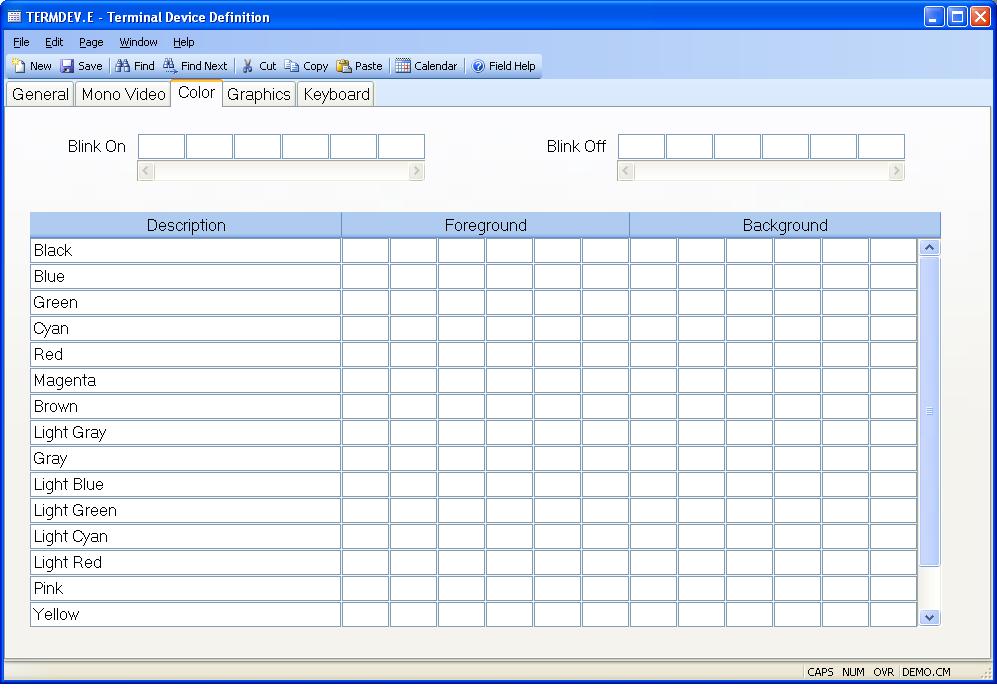 TERMDEV.E - Terminal Device Definition
File Edit Page Window Help
New Save Find Find Next Cut Copy Paste Calendar Field Help
General Mono Video Color Graphics Keyboard
Blink On Blink Off
Description Foreground Background
Black
Blue
Green
Cyan
Red
Magenta
Brown
Light Gray
Gray
Light Blue
Light Green
Light Cyan
Light Red
Pink
Yellow
CAPS NUM OVR DEMO.CM